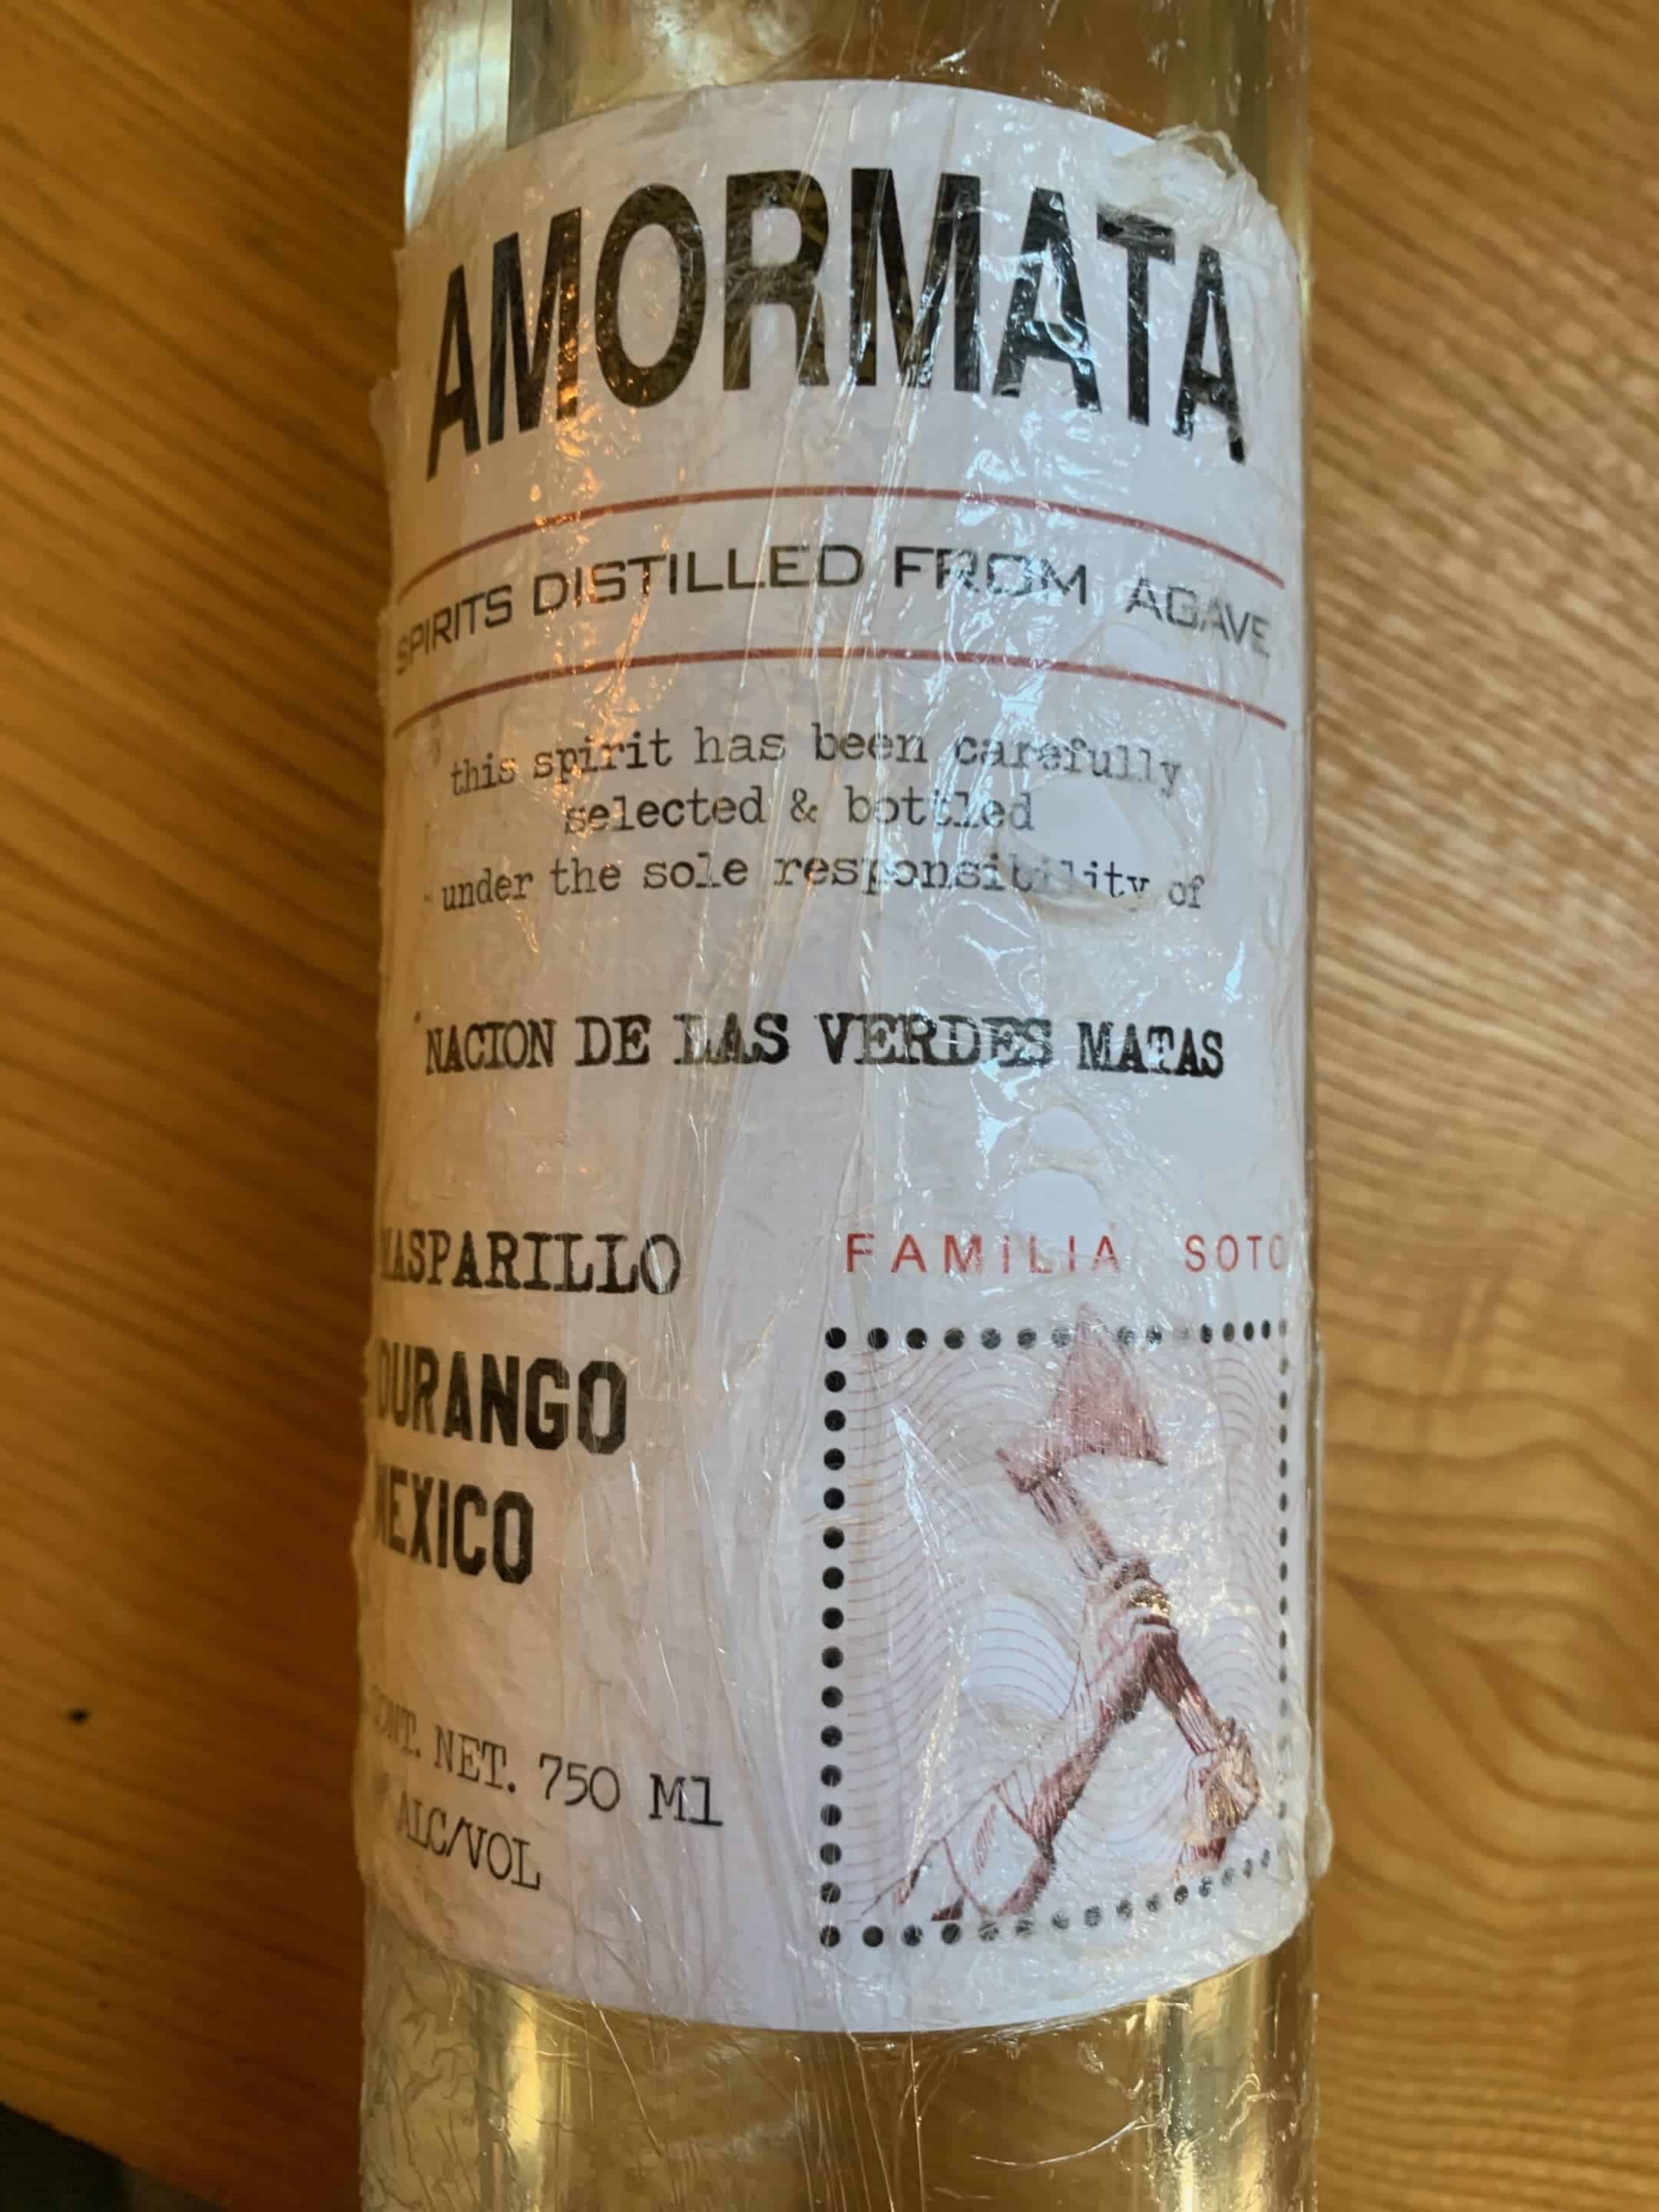 AMORMATA
SPIRITS DISTILLED FROM AGAVE
this spirit has been carefully
selected & bottled
under the sole responsibility of
NACION DE LAS VERDES MATAS
MASPARILLO
DURANGO
MEXICO
FAMILIA SOTO
CONT. NET. 750 Ml
ALC/VOL